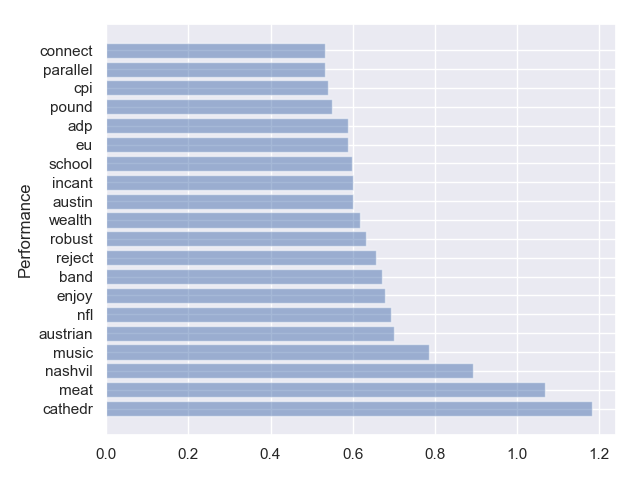 connect
parallel
cpi
pound
adp
eu
school
incant
austin
wealth
robust
reject
band
enjoy
nfl
austrian
music
nashvil
meat
cathedr
Performance
0.0 0.2 0.4 0.6 0.8 1.0 1.2